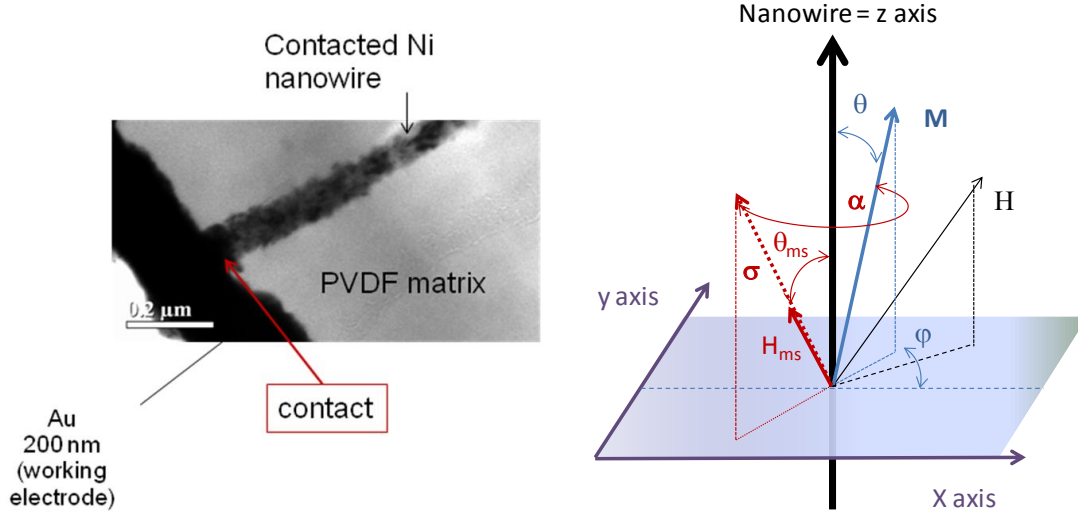 Contacted Ni
nanowire
PVDF matrix
0.2 µm
contact
Au
200 nm
(working
electrode)
Nanowire = z axis
θ
M
α
H
θms
σ
y axis
Hms
φ
X axis